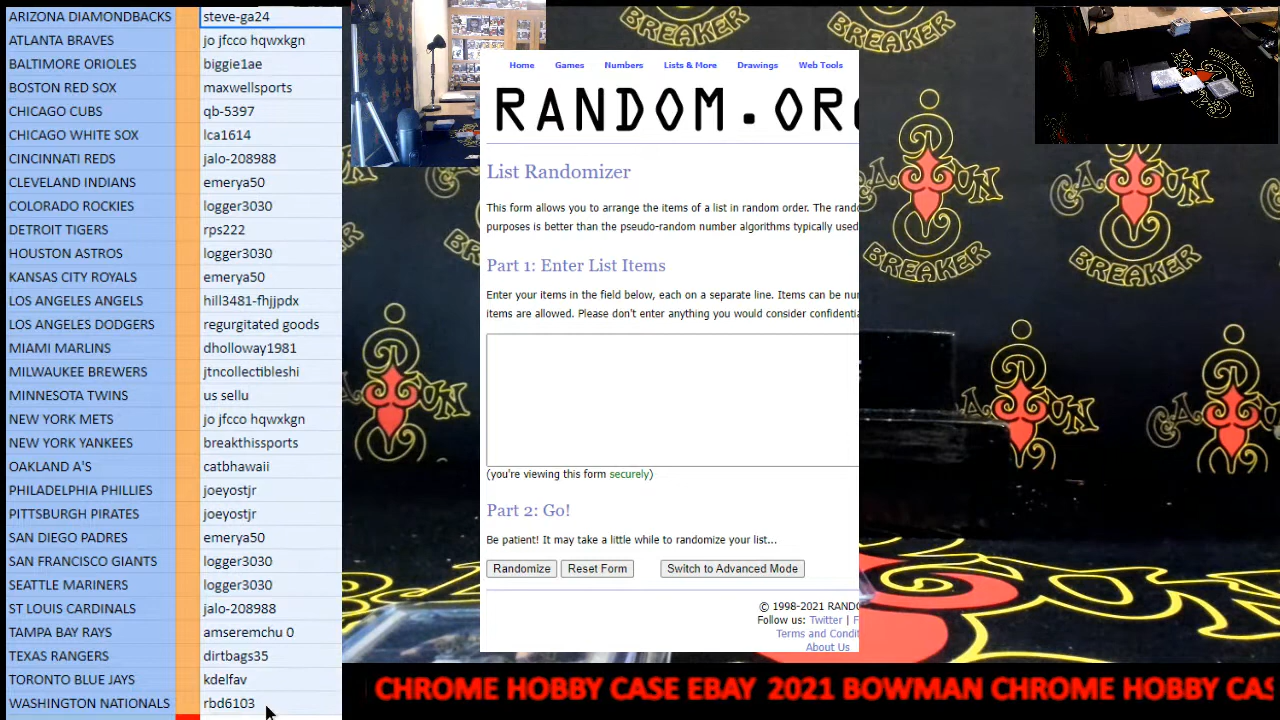 ARIZONA DIAMONDBACKS steve-ga24
ATLANTA BRAVES jo jfcco hqwxkgn
BALTIMORE ORIOLES biggie1ae
BOSTON RED SOX maxwellsports
CHICAGO CUBS qb-5397
CHICAGO WHITE SOX lca1614
CINCINNATI REDS jalo-208988
CLEVELAND INDIANS emerya50
COLORADO ROCKIES logger3030
DETROIT TIGERS rps222
HOUSTON ASTROS logger3030
KANSAS CITY ROYALS emerya50
LOS ANGELES ANGELS hill3481-fhjjpdx
LOS ANGELES DODGERS regurgitated goods
MIAMI MARLINS dholloway1981
MILWAUKEE BREWERS jtncollectibleshi
MINNESOTA TWINS us sellu
NEW YORK METS jo jfcco hqwxkgn
NEW YORK YANKEES breakthissports
OAKLAND A'S catbhawaii
PHILADELPHIA PHILLIES joeyostjr
PITTSBURGH PIRATES joeyostjr
SAN DIEGO PADRES emerya50
SAN FRANCISCO GIANTS logger3030
SEATTLE MARINERS logger3030
ST LOUIS CARDINALS jalo-208988
TAMPA BAY RAYS amseremchu 0
TEXAS RANGERS dirtbags35
TORONTO BLUE JAYS kdelfav
WASHINGTON NATIONALS rbd6103
Home Games Numbers Lists & More Drawings Web Tools
RANDOM.ORG
List Randomizer
This form allows you to arrange the items of a list in random order. The rando
purposes is better than the pseudo-random number algorithms typically used
Part 1: Enter List Items
Enter your items in the field below, each on a separate line. Items can be nu
items are allowed. Please don't enter anything you would consider confidentia
(you're viewing this form securely)
Part 2: Go!
Be patient! It may take a little while to randomize your list...
Randomize Reset Form Switch to Advanced Mode
© 1998-2021 RANDO
Follow us: Twitter | F
Terms and Condit
About Us
BREAKER
BREAKER
BREAKER
BREAKER
CHROME HOBBY CASE EBAY 2021 BOWMAN CHROME HOBBY CAS